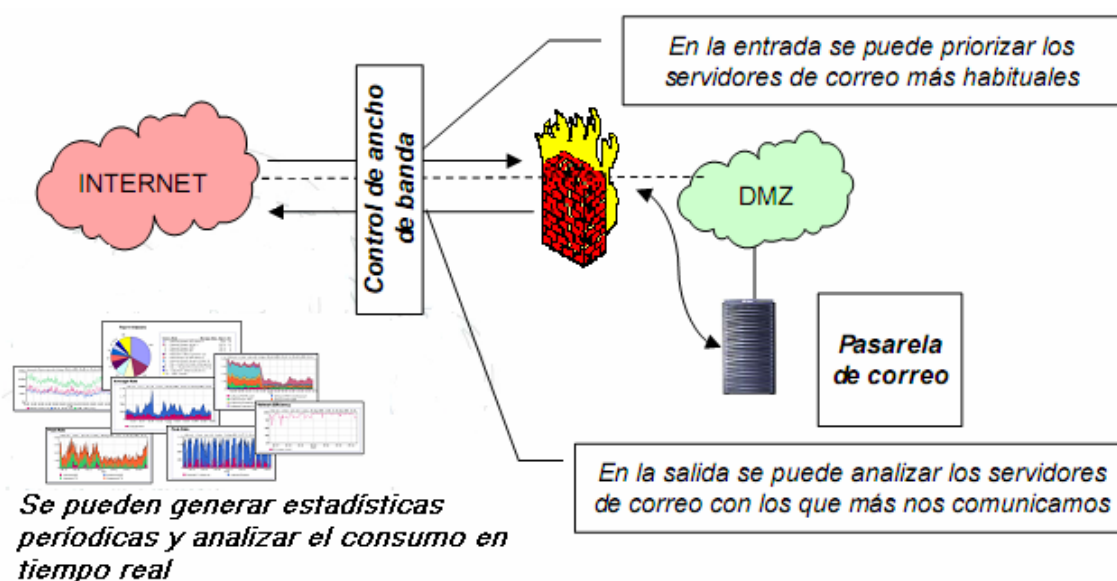 En la entrada se puede priorizar los
servidores de correo más habituales
Control de ancho
de banda
INTERNET
DMZ
Pasarela
de correo
En la salida se puede analizar los servidores
de correo con los que más nos comunicamos
Se pueden generar estadísticas
períodicas y analizar el consumo en
tiempo real